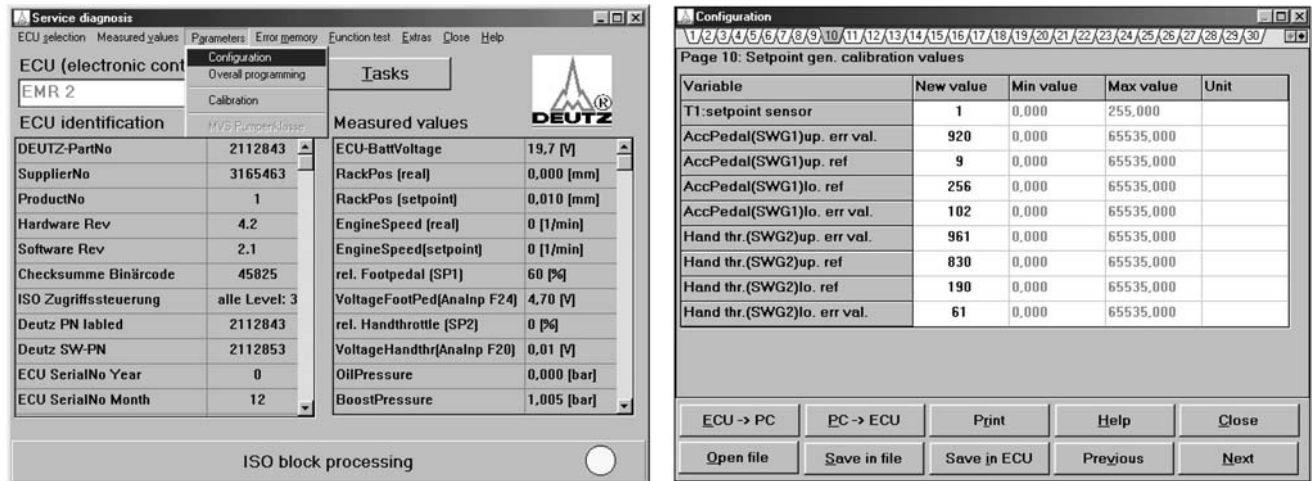 Service diagnosis
ECU selection Measured values Parameters Error memory Function test Extras Close Help
Configuration
Overall programming
Calibration
MVS Pumpenklasse
ECU (electronic cont
EMR 2
Tasks
DEUTZ ®
ECU identification
DEUTZ-PartNo 2112843
SupplierNo 3165463
ProductNo 1
Hardware Rev 4.2
Software Rev 2.1
Checksumme Binärcode 45825
ISO Zugriffssteuerung alle Level: 3
Deutz PN labled 2112843
Deutz SW-PN 2112853
ECU SerialNo Year 0
ECU SerialNo Month 12
Measured values
ECU-BattVoltage 19,7 [V]
RackPos (real) 0,000 [mm]
RackPos (setpoint) 0,010 [mm]
EngineSpeed (real) 0 [1/min]
EngineSpeed(setpoint) 0 [1/min]
rel. Footpedal (SP1) 60 [%]
VoltageFootPed(AnaInp F24) 4,70 [V]
rel. Handthrottle (SP2) 0 [%]
VoltageHandthr(AnaInp F20) 0,01 [V]
OilPressure 0,000 [bar]
BoostPressure 1,005 [bar]
ISO block processing
Configuration
1 2 3 4 5 6 7 8 9 10 11 12 13 14 15 16 17 18 19 20 21 22 23 24 25 26 27 28 29 30
Page 10: Setpoint gen. calibration values
Variable New value Min value Max value Unit
T1:setpoint sensor 1 0,000 255,000
AccPedal(SWG1)up. err val. 920 0,000 65535,000
AccPedal(SWG1)up. ref 9 0,000 65535,000
AccPedal(SWG1)lo. ref 256 0,000 65535,000
AccPedal(SWG1)lo. err val. 102 0,000 65535,000
Hand thr.(SWG2)up. err val. 961 0,000 65535,000
Hand thr.(SWG2)up. ref 830 0,000 65535,000
Hand thr.(SWG2)lo. ref 190 0,000 65535,000
Hand thr.(SWG2)lo. err val. 61 0,000 65535,000
ECU -> PC PC -> ECU Print Help Close
Open file Save in file Save in ECU Previous Next